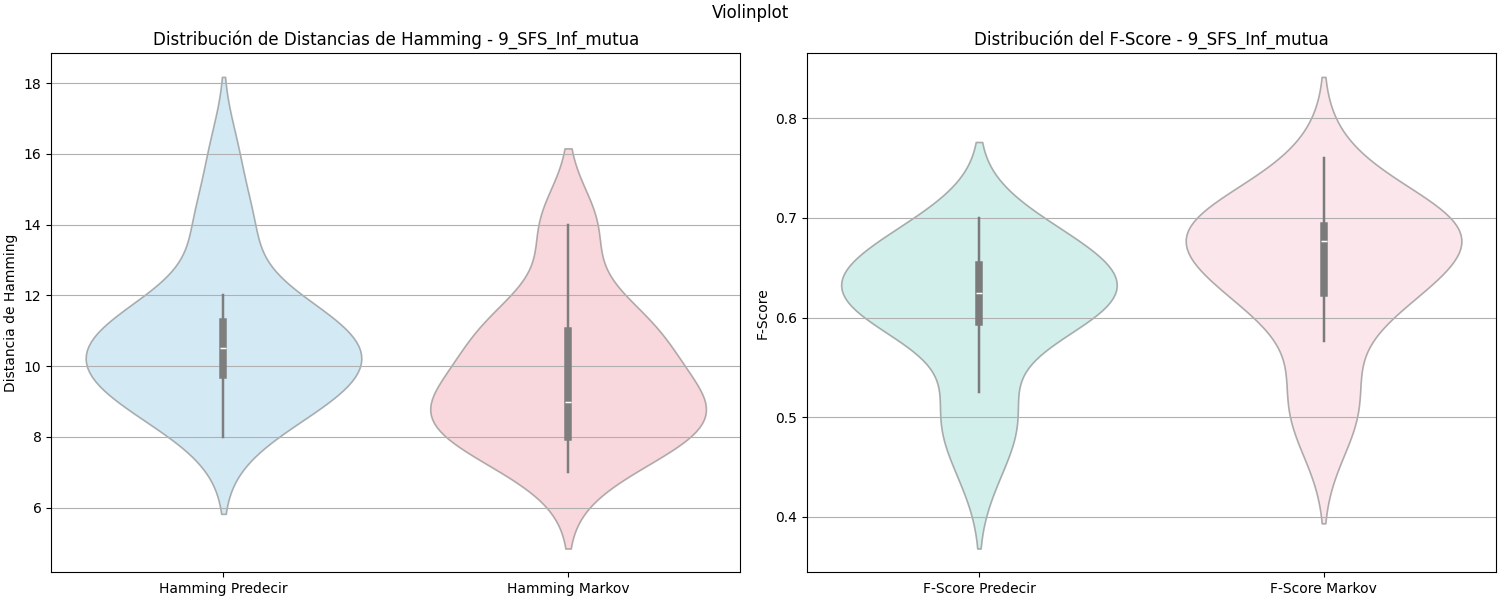 Violinplot
Distribución de Distancias de Hamming - 9_SFS_Inf_mutua
Distancia de Hamming
18
16
14
12
10
8
6
Hamming Predecir
Hamming Markov
Distribución del F-Score - 9_SFS_Inf_mutua
F-Score
0.8
0.7
0.6
0.5
0.4
F-Score Predecir
F-Score Markov